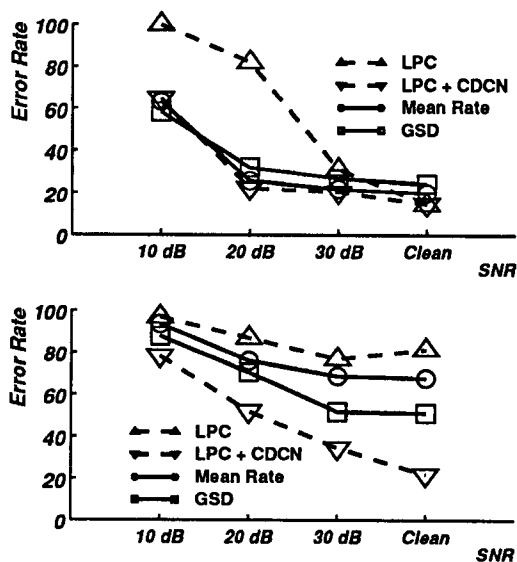 Error Rate
100
80
60
40
20
0
LPC
LPC + CDCN
Mean Rate
GSD
10 dB 20 dB 30 dB Clean
SNR
Error Rate
100
80
60
40
20
0
LPC
LPC + CDCN
Mean Rate
GSD
10 dB 20 dB 30 dB Clean
SNR